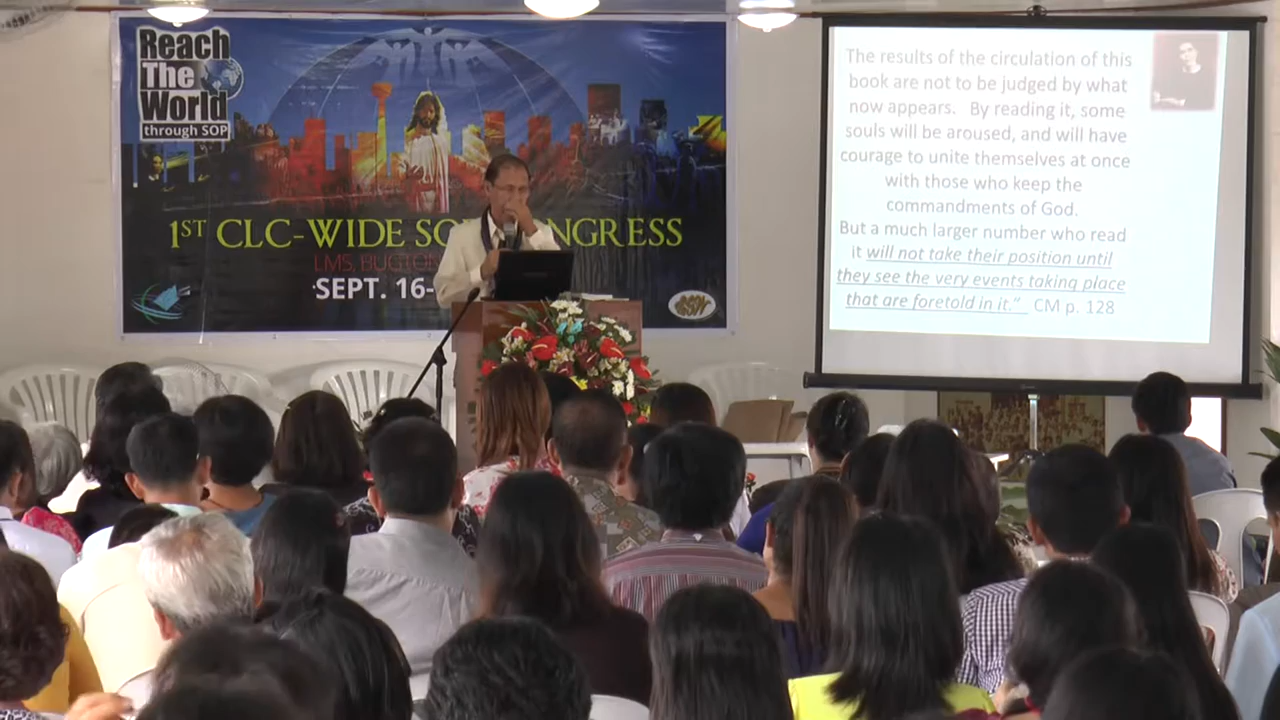 Reach
The
World
through SOP
1ST CLC-WIDE SO NGRESS
LMS, BUGTON
SEPT. 16-
The results of the circulation of this
book are not to be judged by what
now appears. By reading it, some
souls will be aroused, and will have
courage to unite themselves at once
with those who keep the
commandments of God.
But a much larger number who read
it will not take their position until
they see the very events taking place
that are foretold in it.” CM p. 128